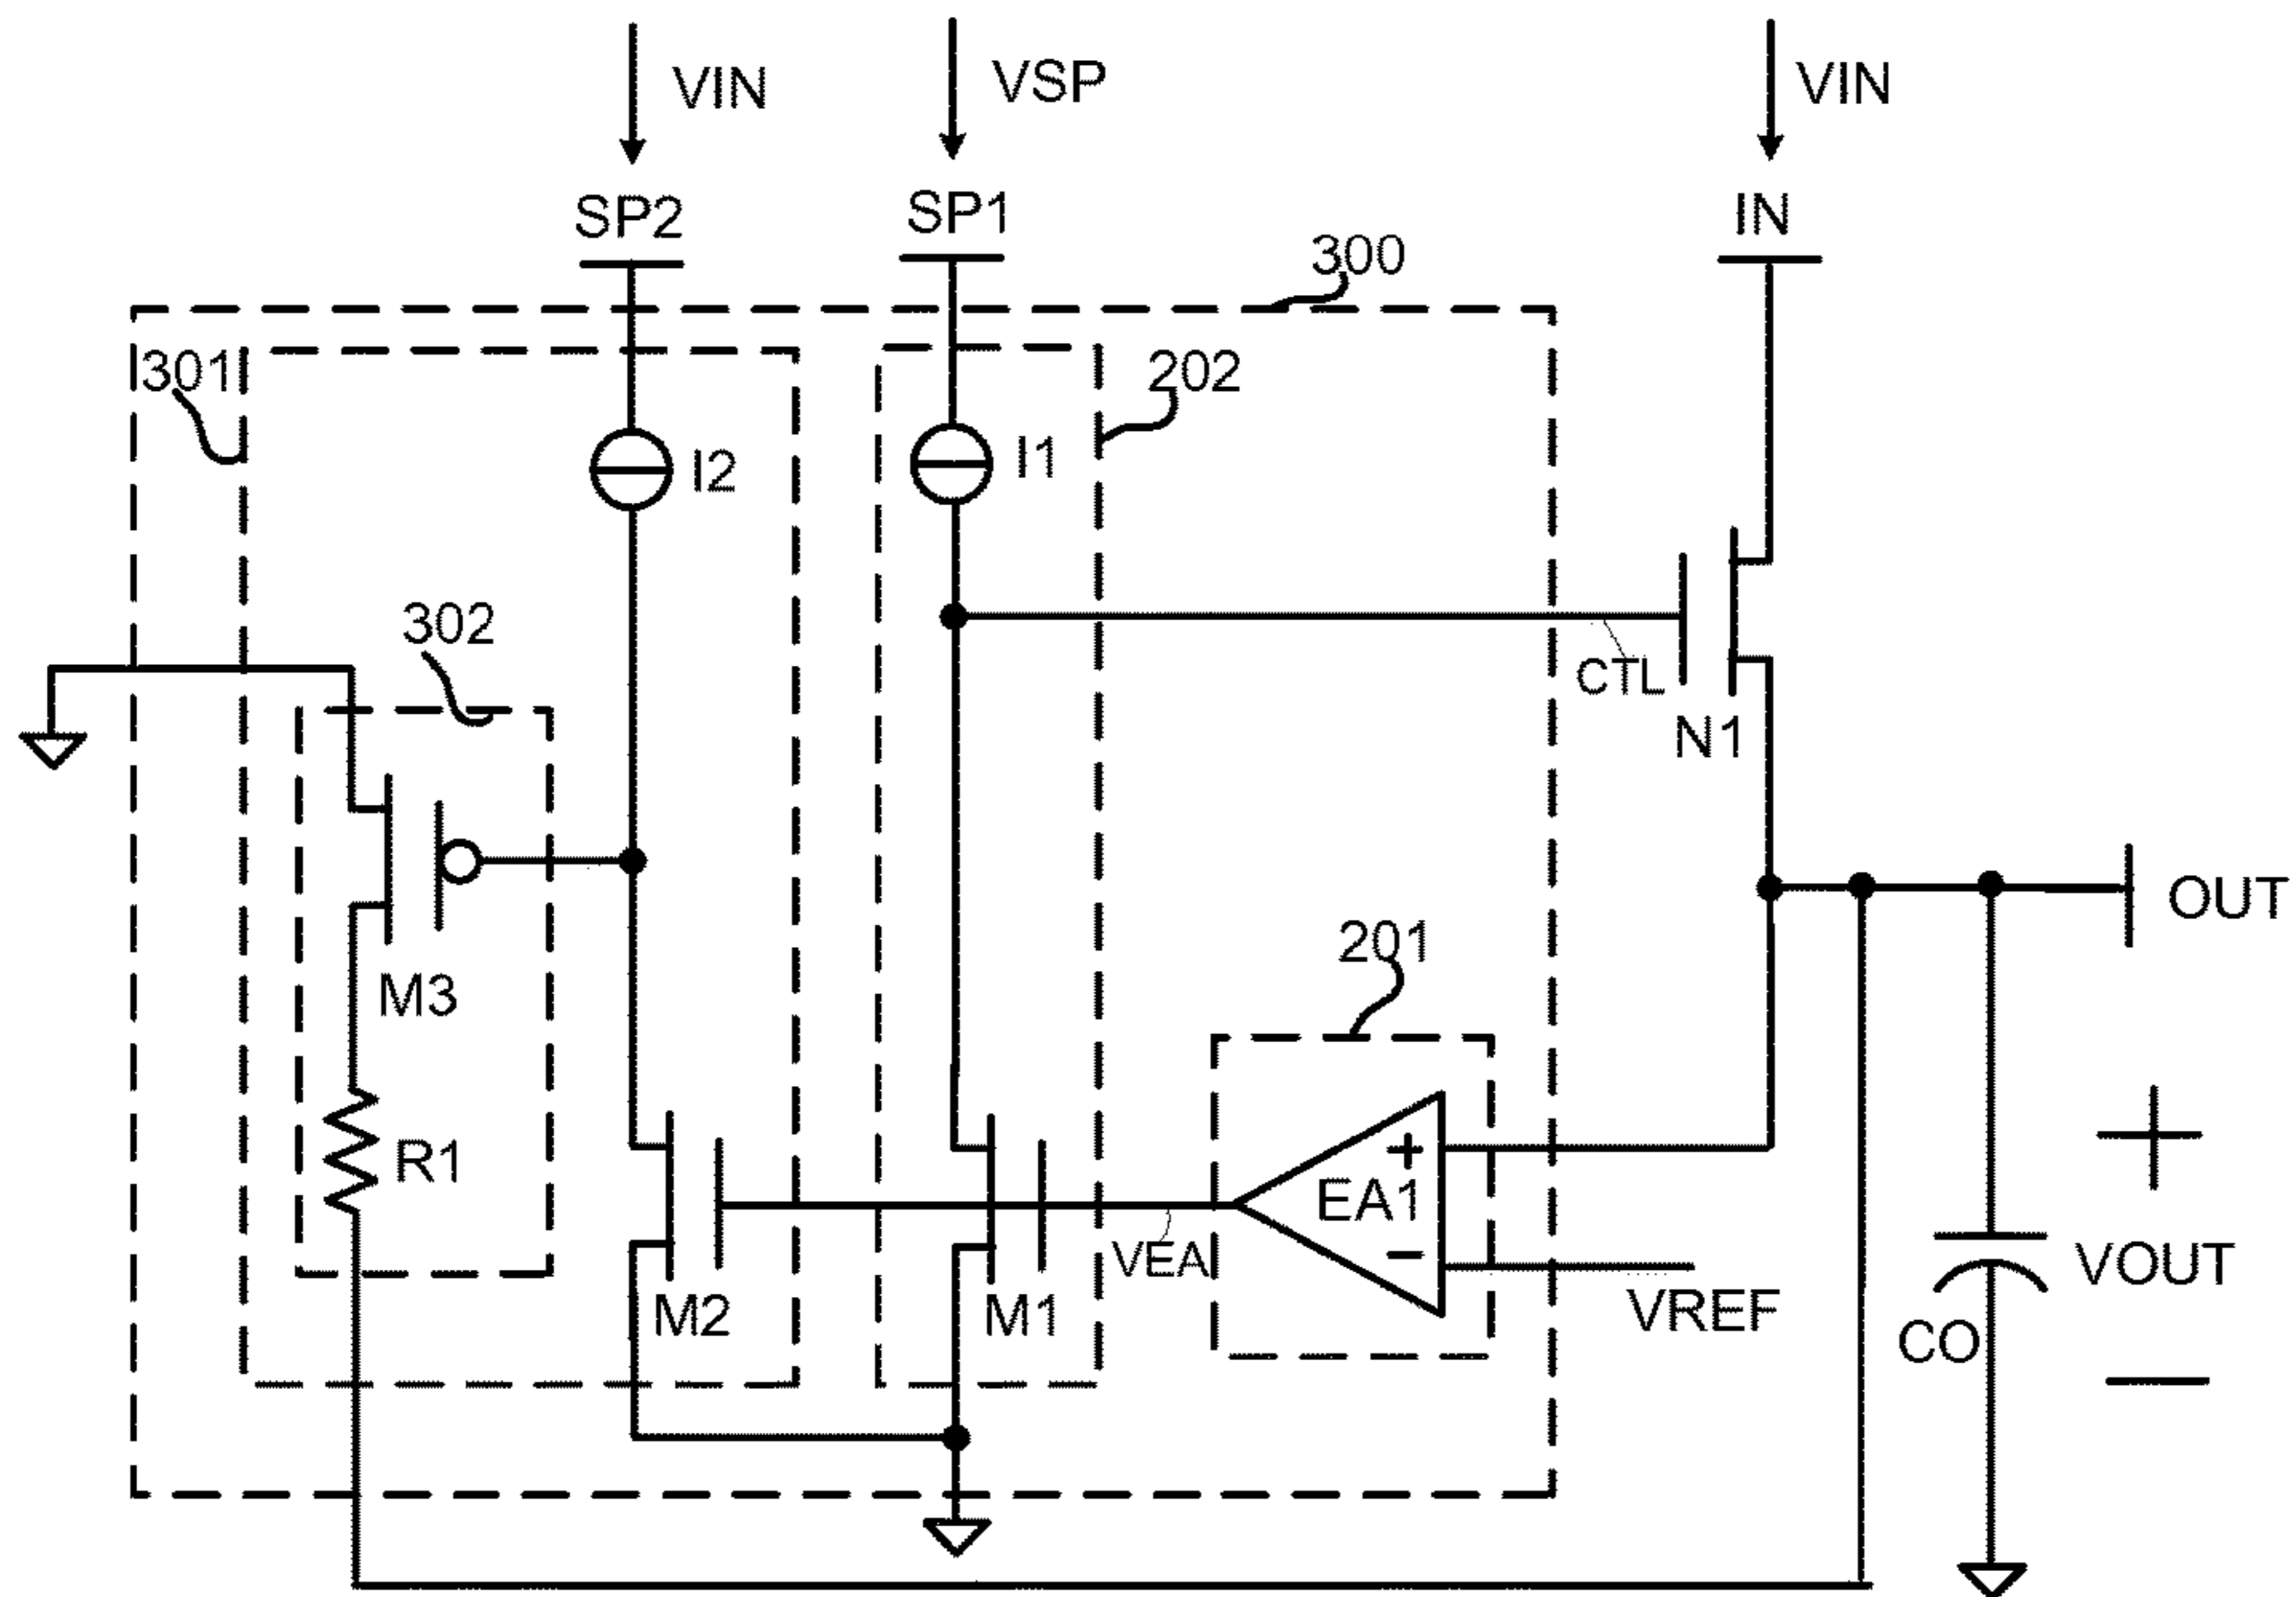 VIN
VSP
VIN
SP2
SP1
IN
300
301
202
I2
I1
302
CTL
N1
OUT
201
M3
+
R1
EA1
+
VEA
−
VOUT
M2
M1
VREF
CO
−